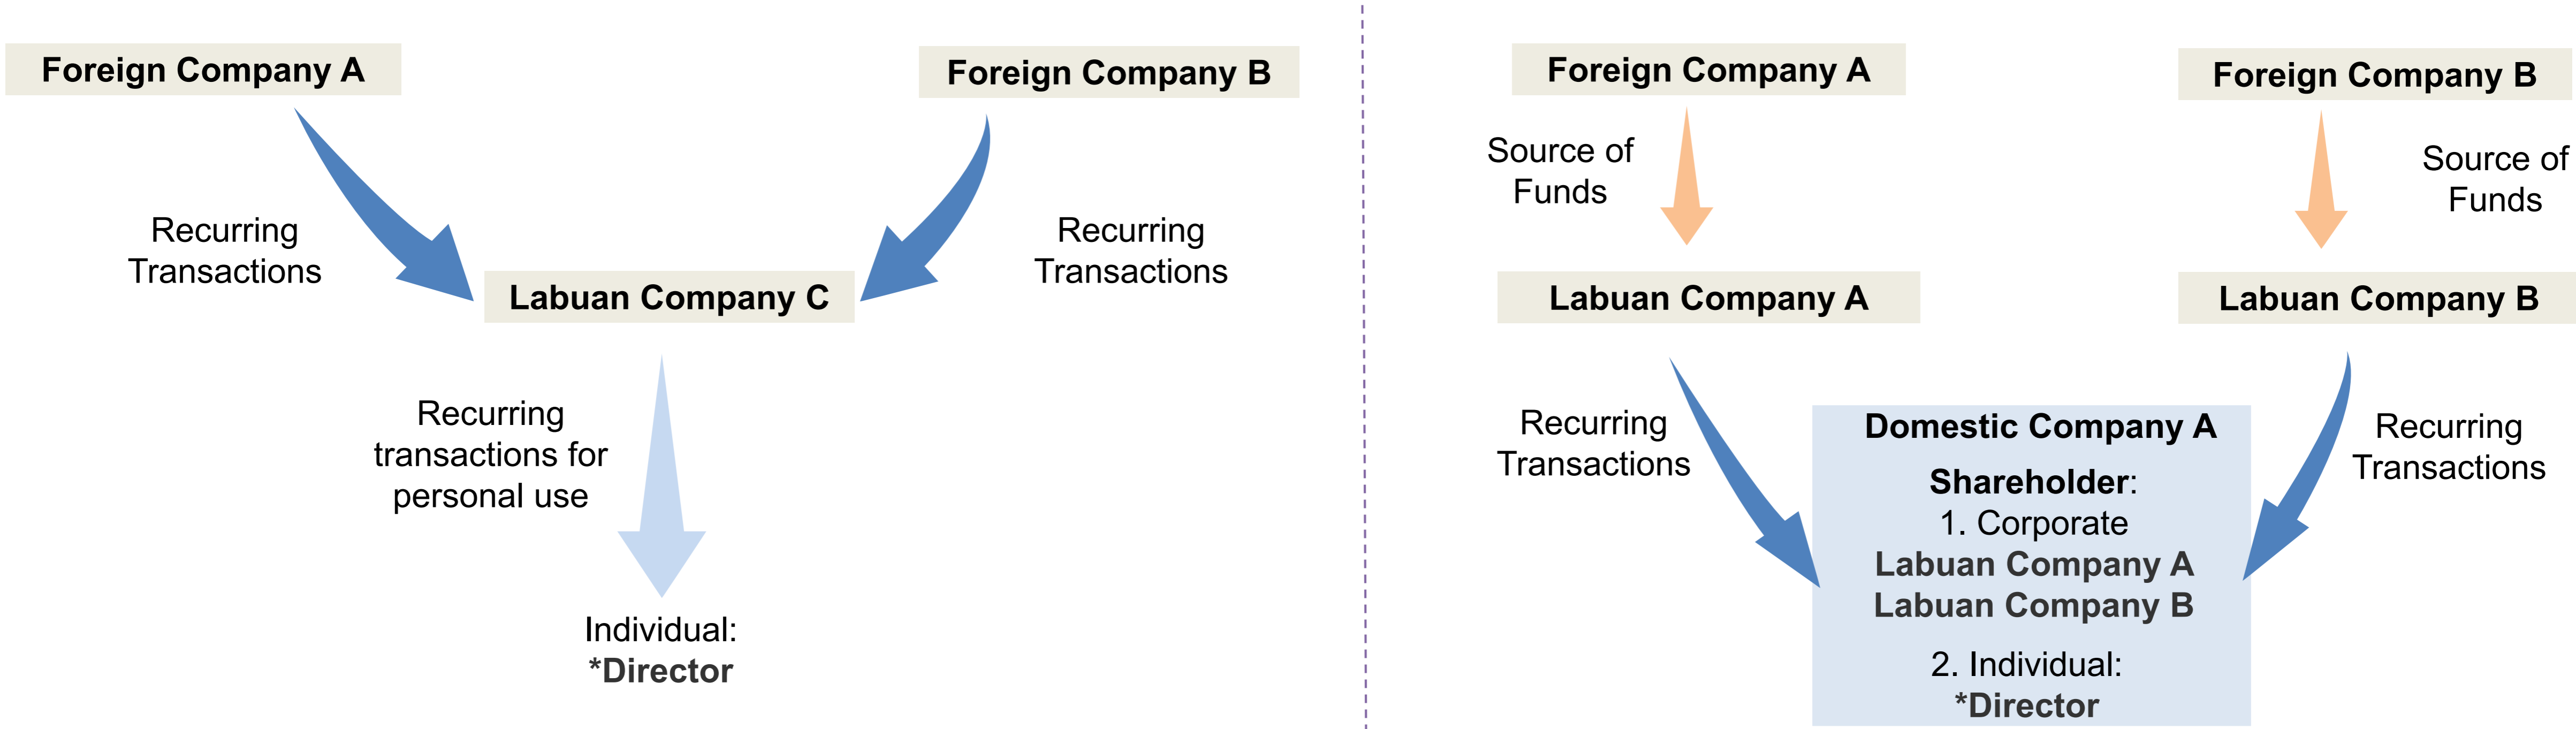 Foreign Company A
Foreign Company B
Recurring
Transactions
Recurring
Transactions
Labuan Company C
Recurring
transactions for
personal use
Individual:
*Director
Foreign Company A
Foreign Company B
Source of
Funds
Source of
Funds
Labuan Company A
Labuan Company B
Recurring
Transactions
Domestic Company A
Shareholder:
1. Corporate
Labuan Company A
Labuan Company B
2. Individual:
*Director
Recurring
Transactions